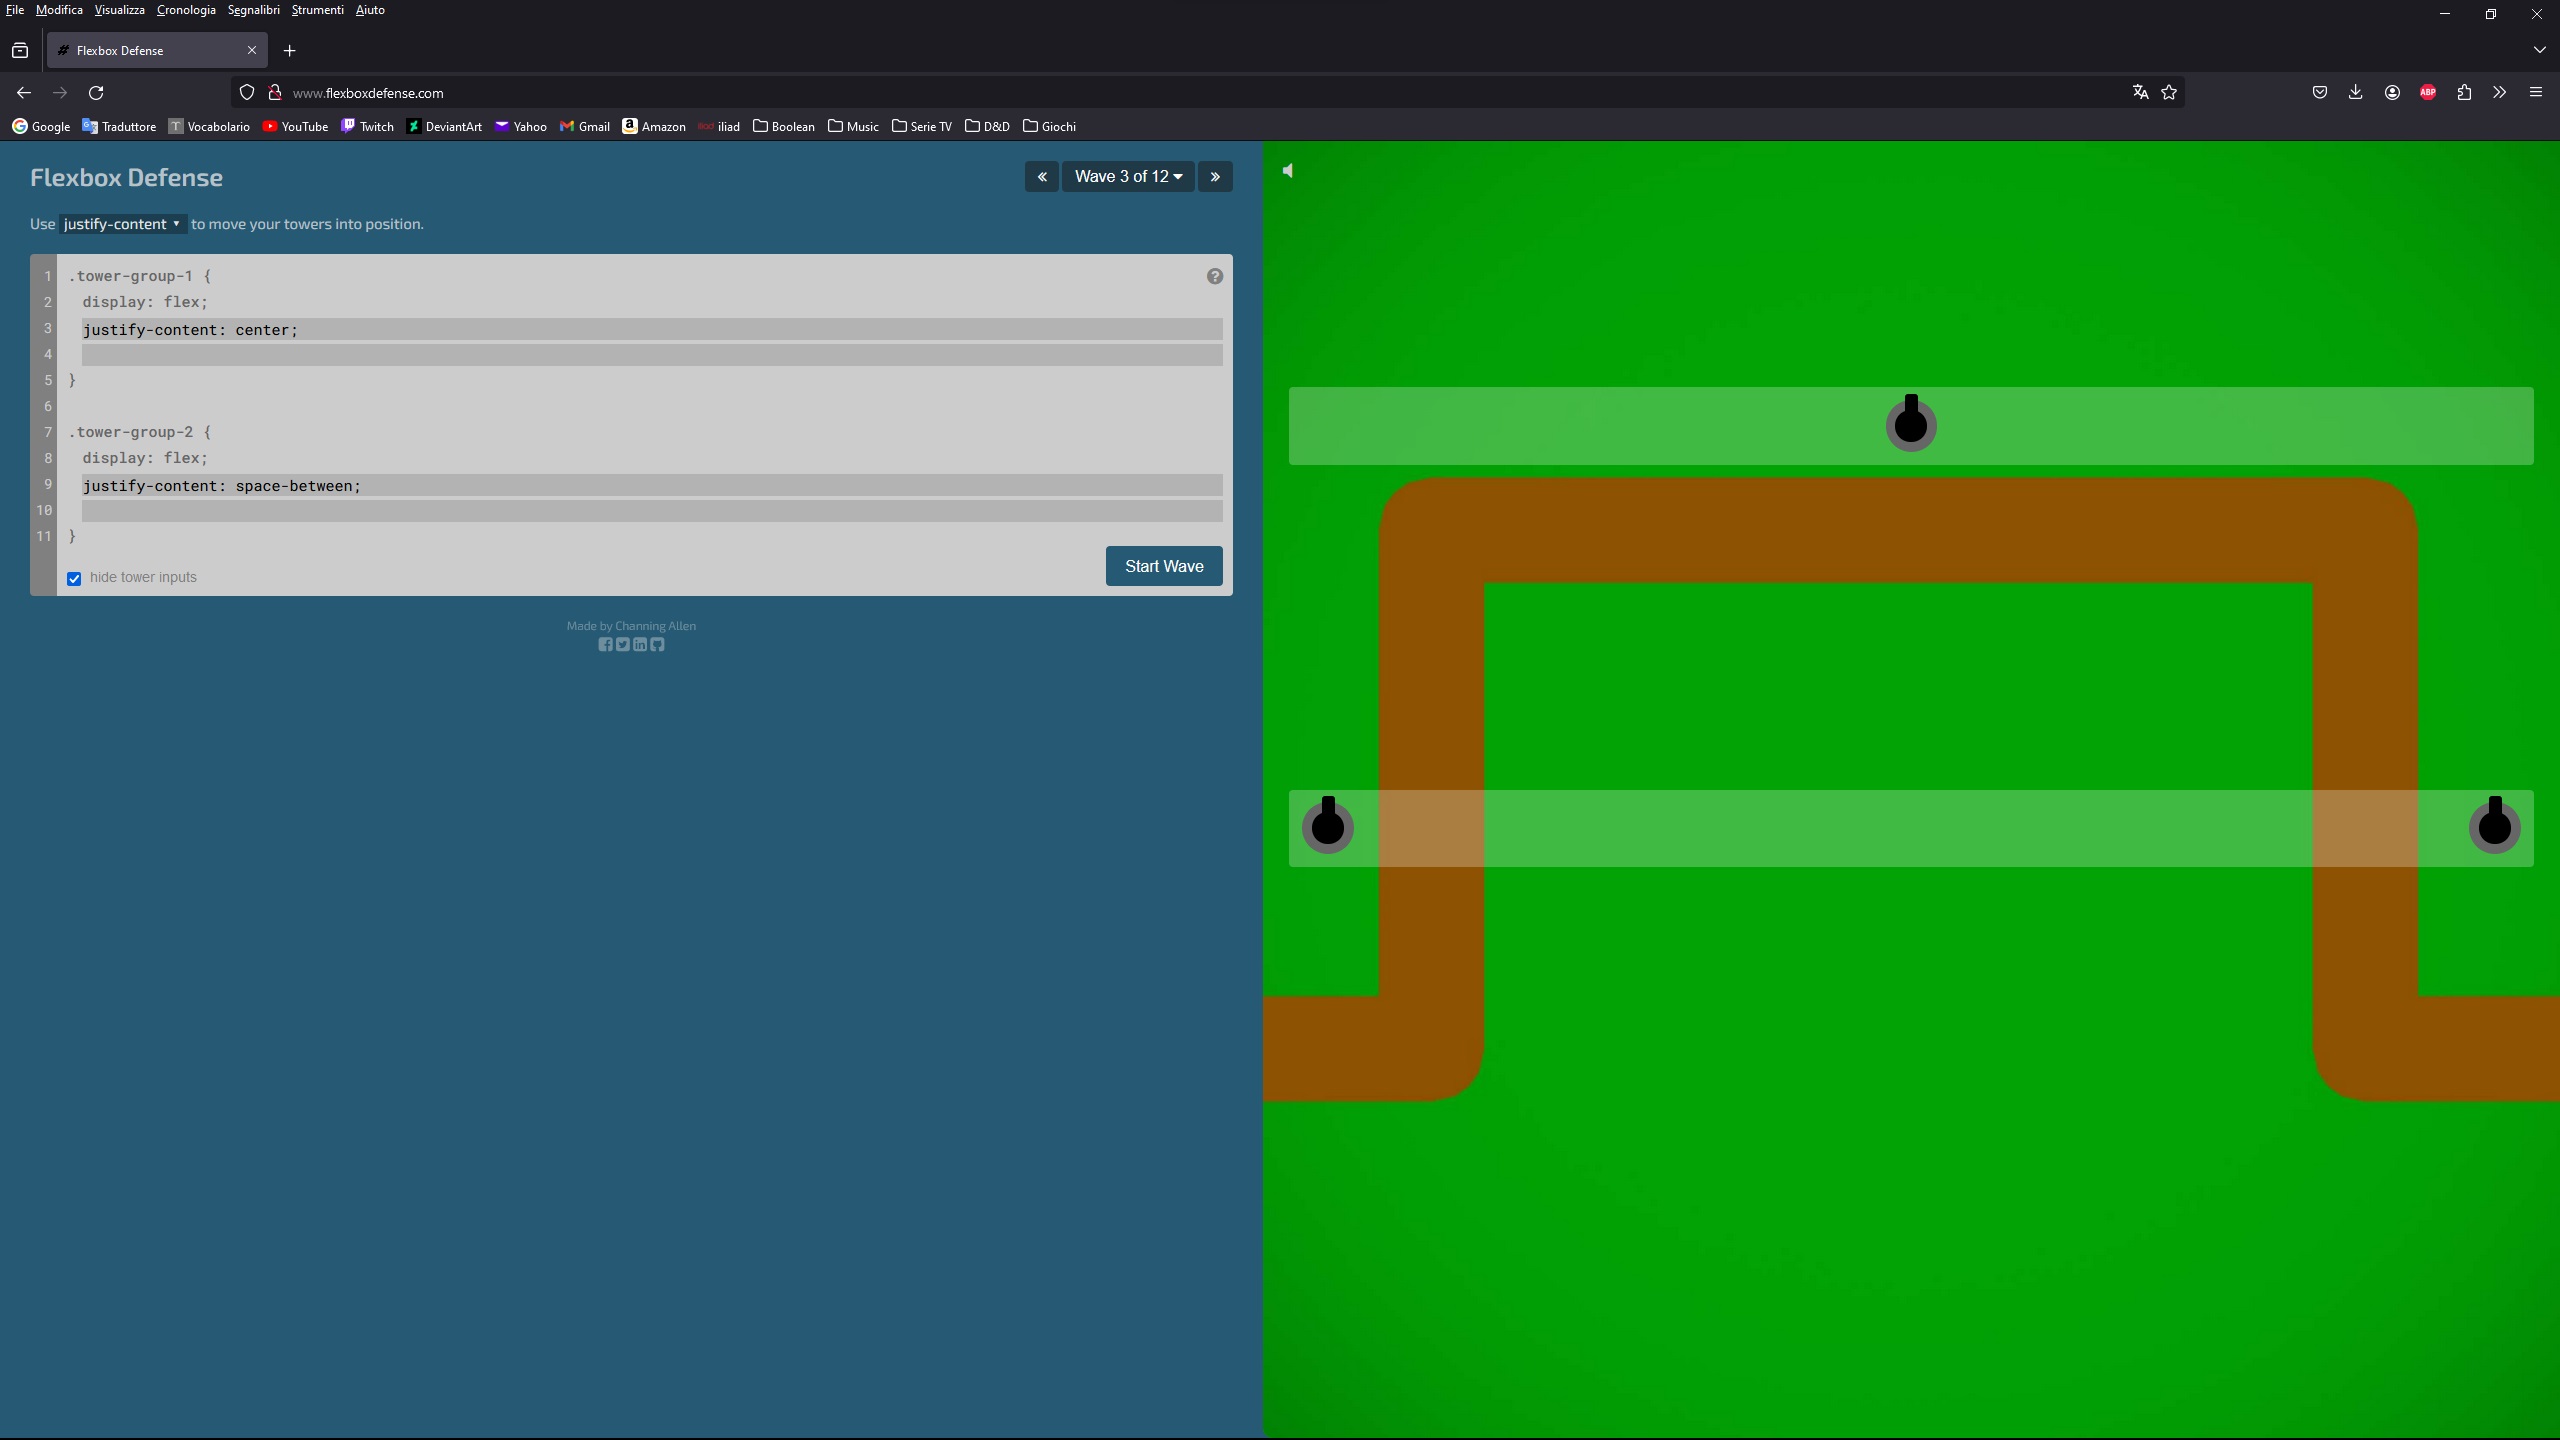 File Modifica Visualizza Cronologia Segnalibri Strumenti Aiuto
Flexbox Defense
www.flexboxdefense.com
ABP
Google Traduttore Vocabolario YouTube Twitch DeviantArt Yahoo Gmail Amazon iliad Boolean Music Serie TV D&D Giochi
Flexbox Defense
« Wave 3 of 12 »
Use justify-content to move your towers into position.
1 .tower-group-1 {
2 display: flex;
3 justify-content: center;
4
5 }
6
7 .tower-group-2 {
8 display: flex;
9 justify-content: space-between;
10
11 }
hide tower inputs
Start Wave
Made by Channing Allen